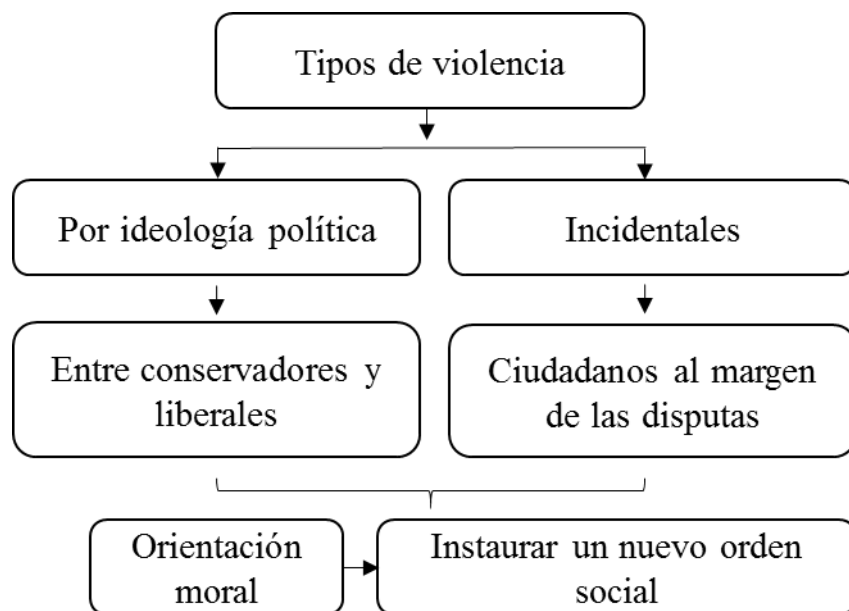 Tipos de violencia
Por ideología política
Incidentales
Entre conservadores y
liberales
Ciudadanos al margen
de las disputas
Orientación
moral
Instaurar un nuevo orden
social